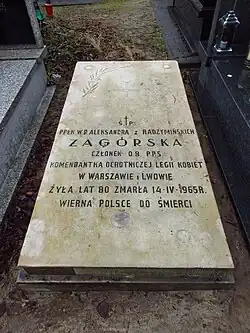 Ś P
PPŁK. W.P. ALEKSANDRA z RADZYMIŃSKICH
ZAGÓRSKA
CZŁONEK O.B. P.P.S.
KOMENDANTKA OCHOTNICZEJ LEGII KOBIET
W WARSZAWIE i LWOWIE
ŻYŁA LAT 80 ZMARŁA 14·IV·1965R.
WIERNA POLSCE DO ŚMIERCI